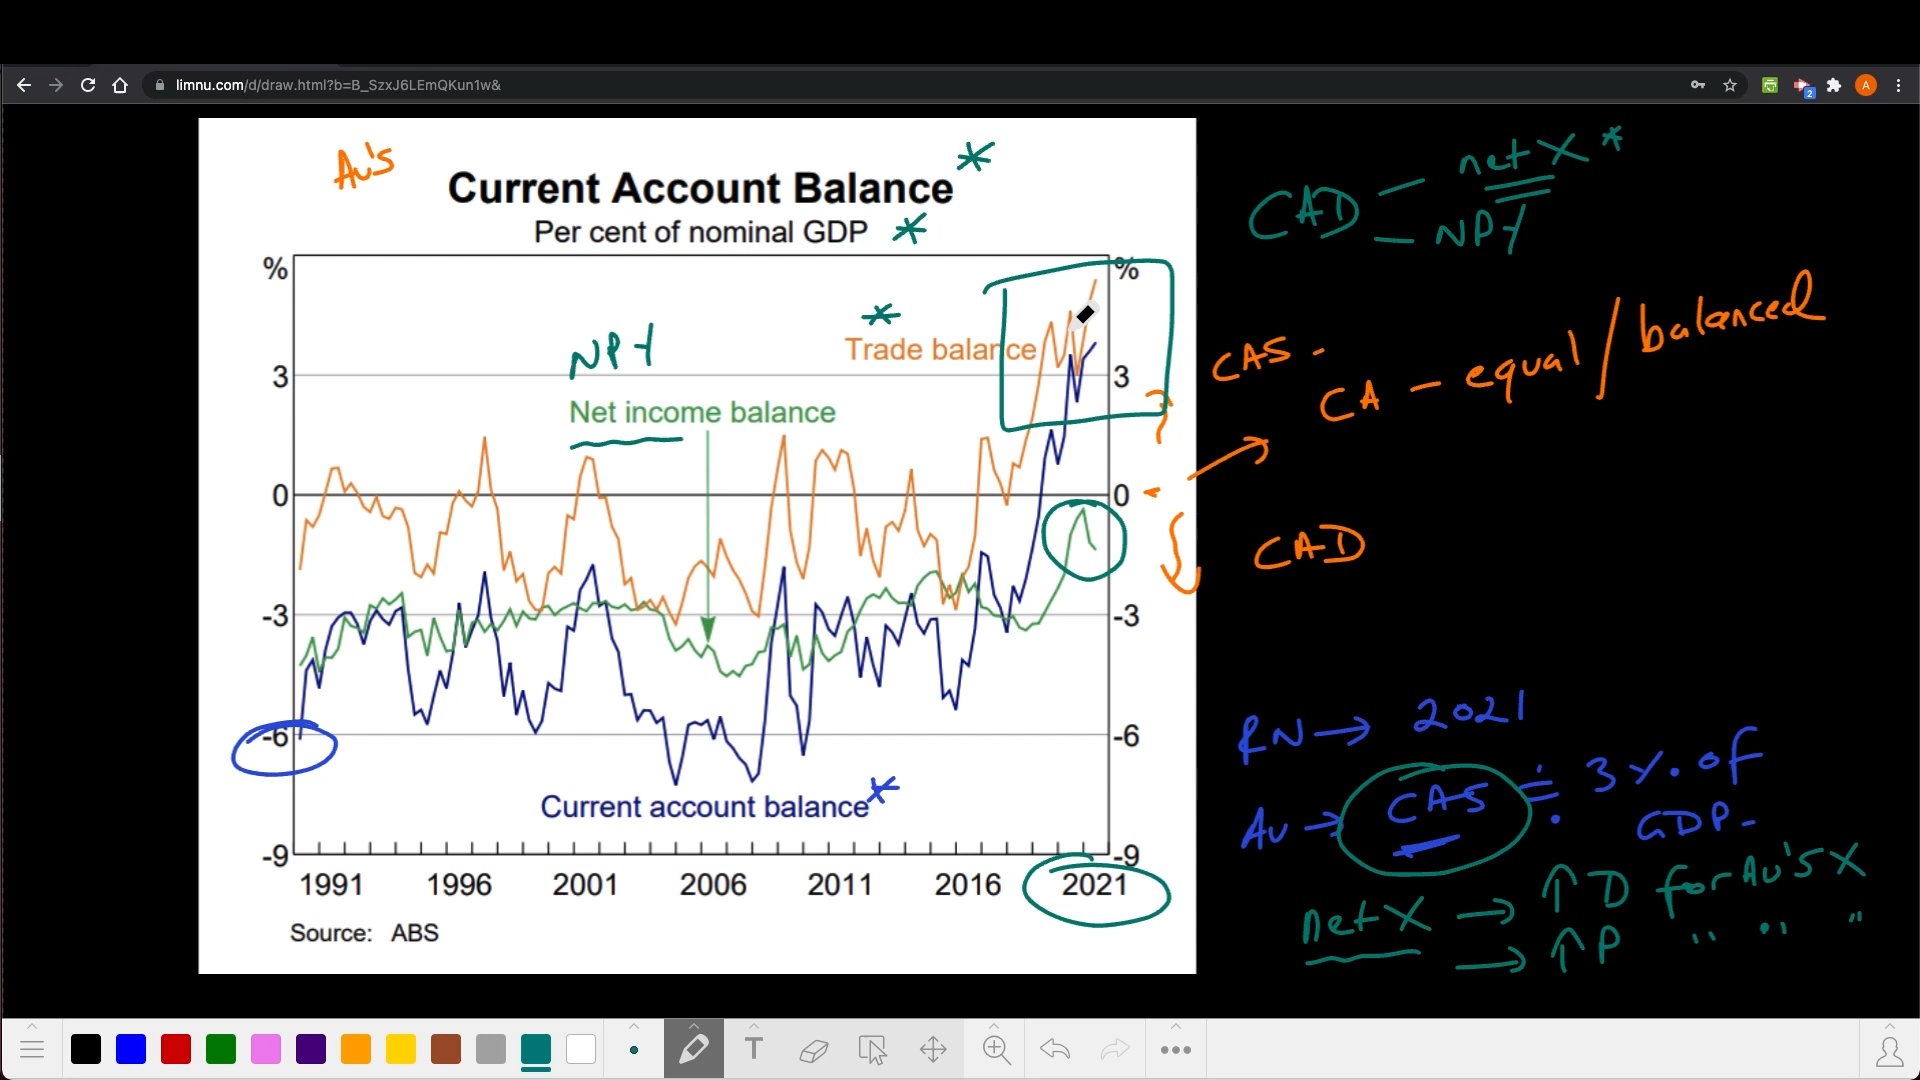 limnu.com/d/draw.html?b=B_SzxJ6LEmQKun1w&
2
A
Au's
Current Account Balance *
Per cent of nominal GDP *
%
%
*
Trade balance
NPY
Net income balance
3
3
0
0
-3
-3
-6
-6
Current account balance *
-9
-9
1991 1996 2001 2006 2011 2016 2021
Source: ABS
CAD - net X *
- NPY
CAS -
CA - equal / balanced
CAD
RN → 2021
Au → CAS ≑ 3% of
GDP -
net X → ↑ D for Au's X
→ ↑ P " " "
T